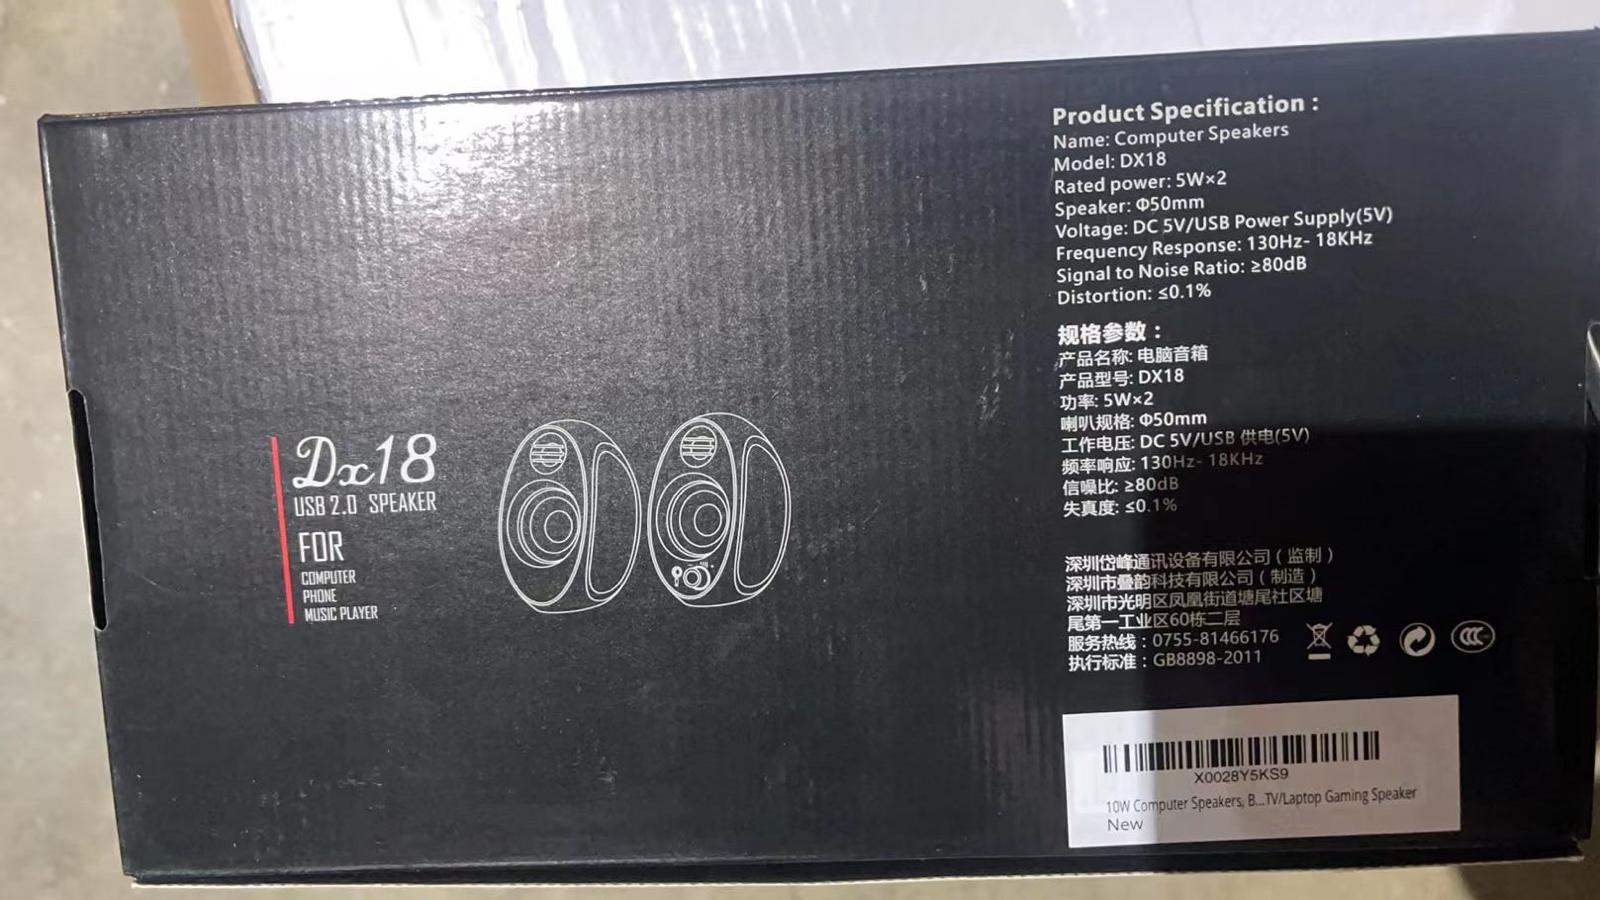 Dx18
USB 2.0 SPEAKER
FOR
COMPUTER
PHONE
MUSIC PLAYER
Product Specification：
Name: Computer Speakers
Model: DX18
Rated power: 5W×2
Speaker: Φ50mm
Voltage: DC 5V/USB Power Supply(5V)
Frequency Response: 130Hz- 18KHz
Signal to Noise Ratio: ≥80dB
Distortion: ≤0.1%
规格参数：
产品名称: 电脑音箱
产品型号: DX18
功率: 5W×2
喇叭规格: Φ50mm
工作电压: DC 5V/USB 供电(5V)
频率响应: 130Hz- 18KHz
信噪比: ≥80dB
失真度: ≤0.1%
深圳岱峰通讯设备有限公司（监制）
深圳市叠韵科技有限公司（制造）
深圳市光明区凤凰街道塘尾社区塘
尾第一工业区60栋二层
服务热线：0755-81466176
执行标准：GB8898-2011
CCC
X0028Y5KS9
10W Computer Speakers, B...TV/Laptop Gaming Speaker
New